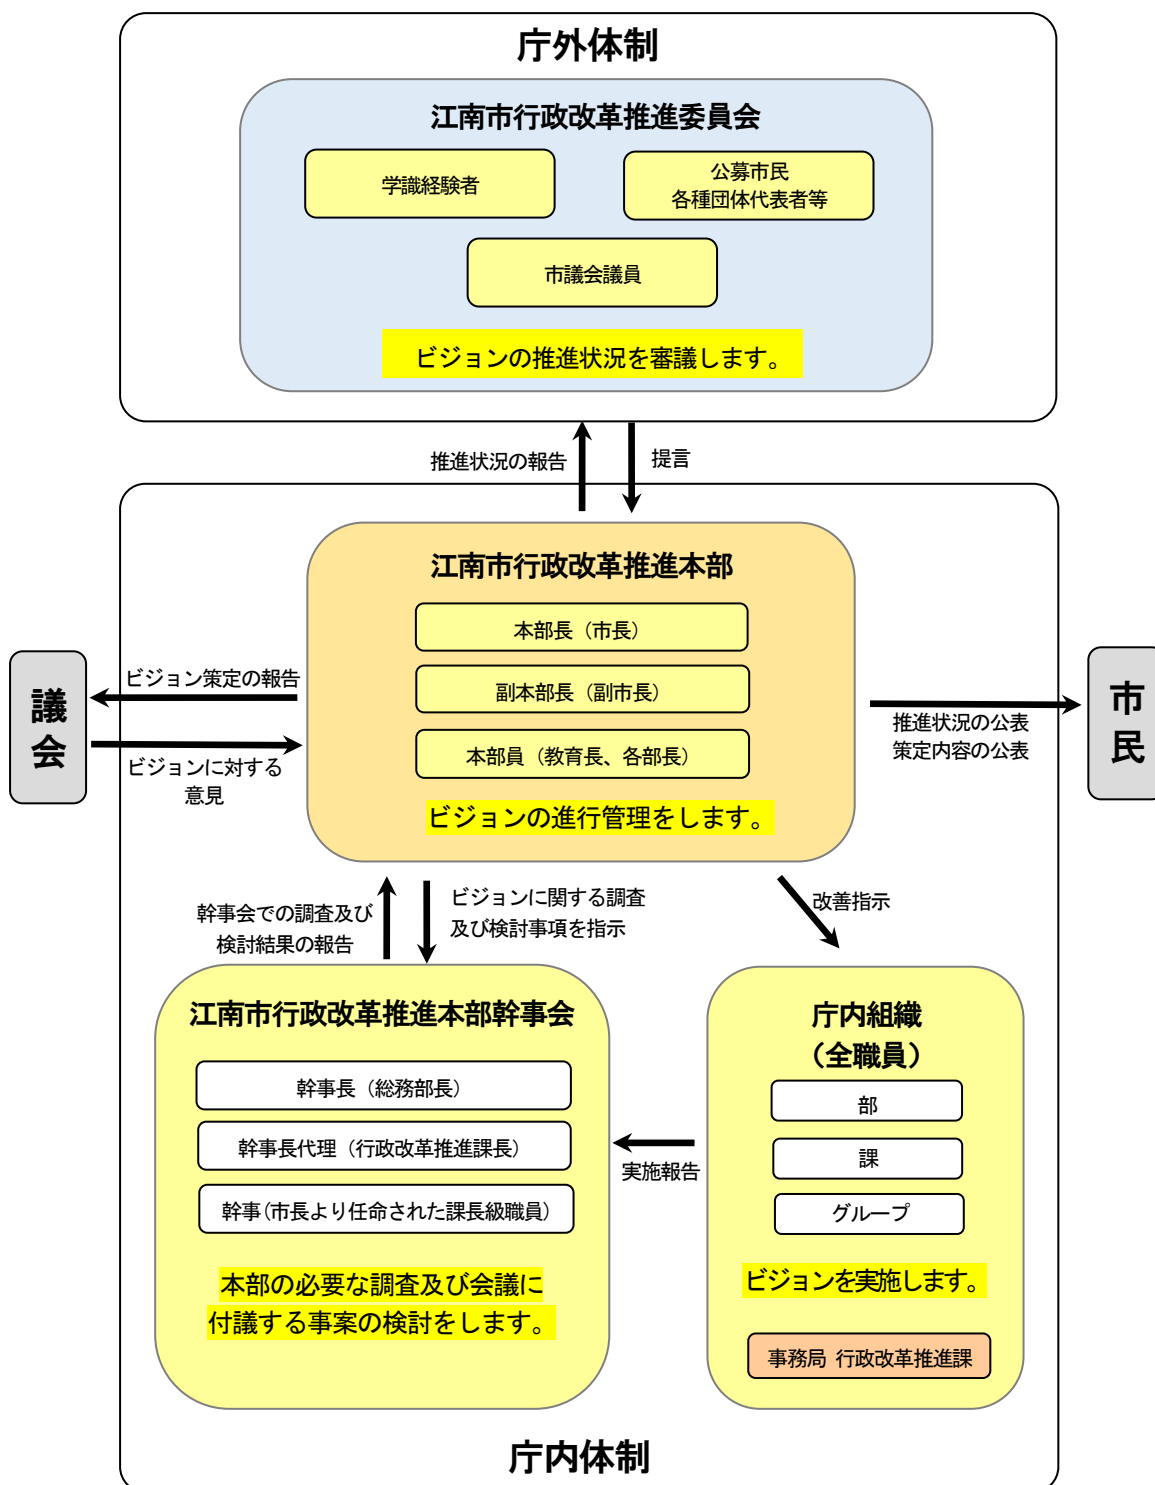 庁外体制
江南市行政改革推進委員会
学識経験者
公募市民
各種団体代表者等
市議会議員
ビジョンの推進状況を審議します。
推進状況の報告
提言
江南市行政改革推進本部
本部長（市長）
副本部長（副市長）
本部員（教育長、各部長）
ビジョンの進行管理をします。
議会
ビジョン策定の報告
ビジョンに対する
意見
推進状況の公表
策定内容の公表
市民
幹事会での調査及び
検討結果の報告
ビジョンに関する調査
及び検討事項を指示
改善指示
江南市行政改革推進本部幹事会
幹事長（総務部長）
幹事長代理（行政改革推進課長）
幹事（市長より任命された課長級職員）
本部の必要な調査及び会議に
付議する事案の検討をします。
実施報告
庁内組織
（全職員）
部
課
グループ
ビジョンを実施します。
事務局 行政改革推進課
庁内体制